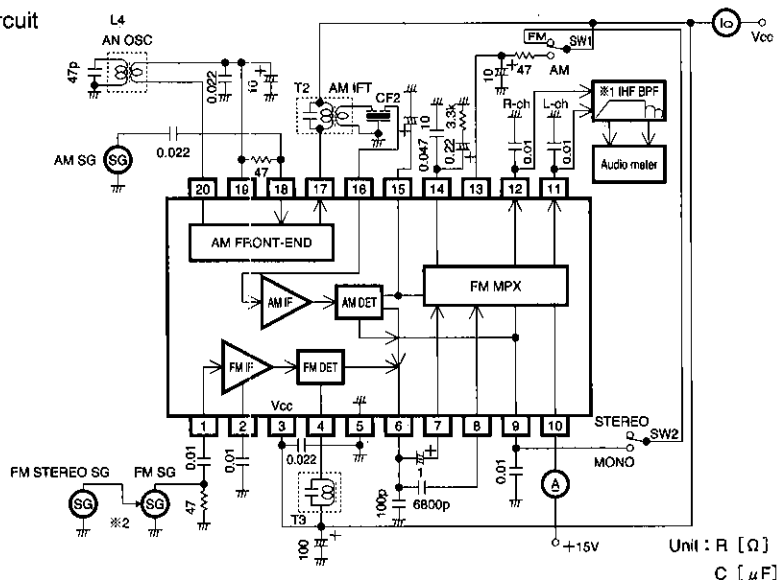 rcuit
L4
AN OSC
47p
0.022
10
T2
AM IFT
CF2
10
0.047
3.3k
0.22
10
47
FM
SW1
AM
Io
Vcc
R-ch
L-ch
0.01
0.01
※1 IHF BPF
Audio meter
AM SG
SG
0.022
47
20
19
18
17
16
15
14
13
12
11
AM FRONT-END
AM IF
AM DET
FM MPX
FM IF
FM DET
Vcc
1
2
3
4
5
6
7
8
9
10
STEREO
SW2
MONO
0.01
0.01
0.022
100p
1
6800p
0.01
A
FM STEREO SG
FM SG
SG
SG
※2
47
T3
100
+15V
Unit : R [Ω]
C [μF]